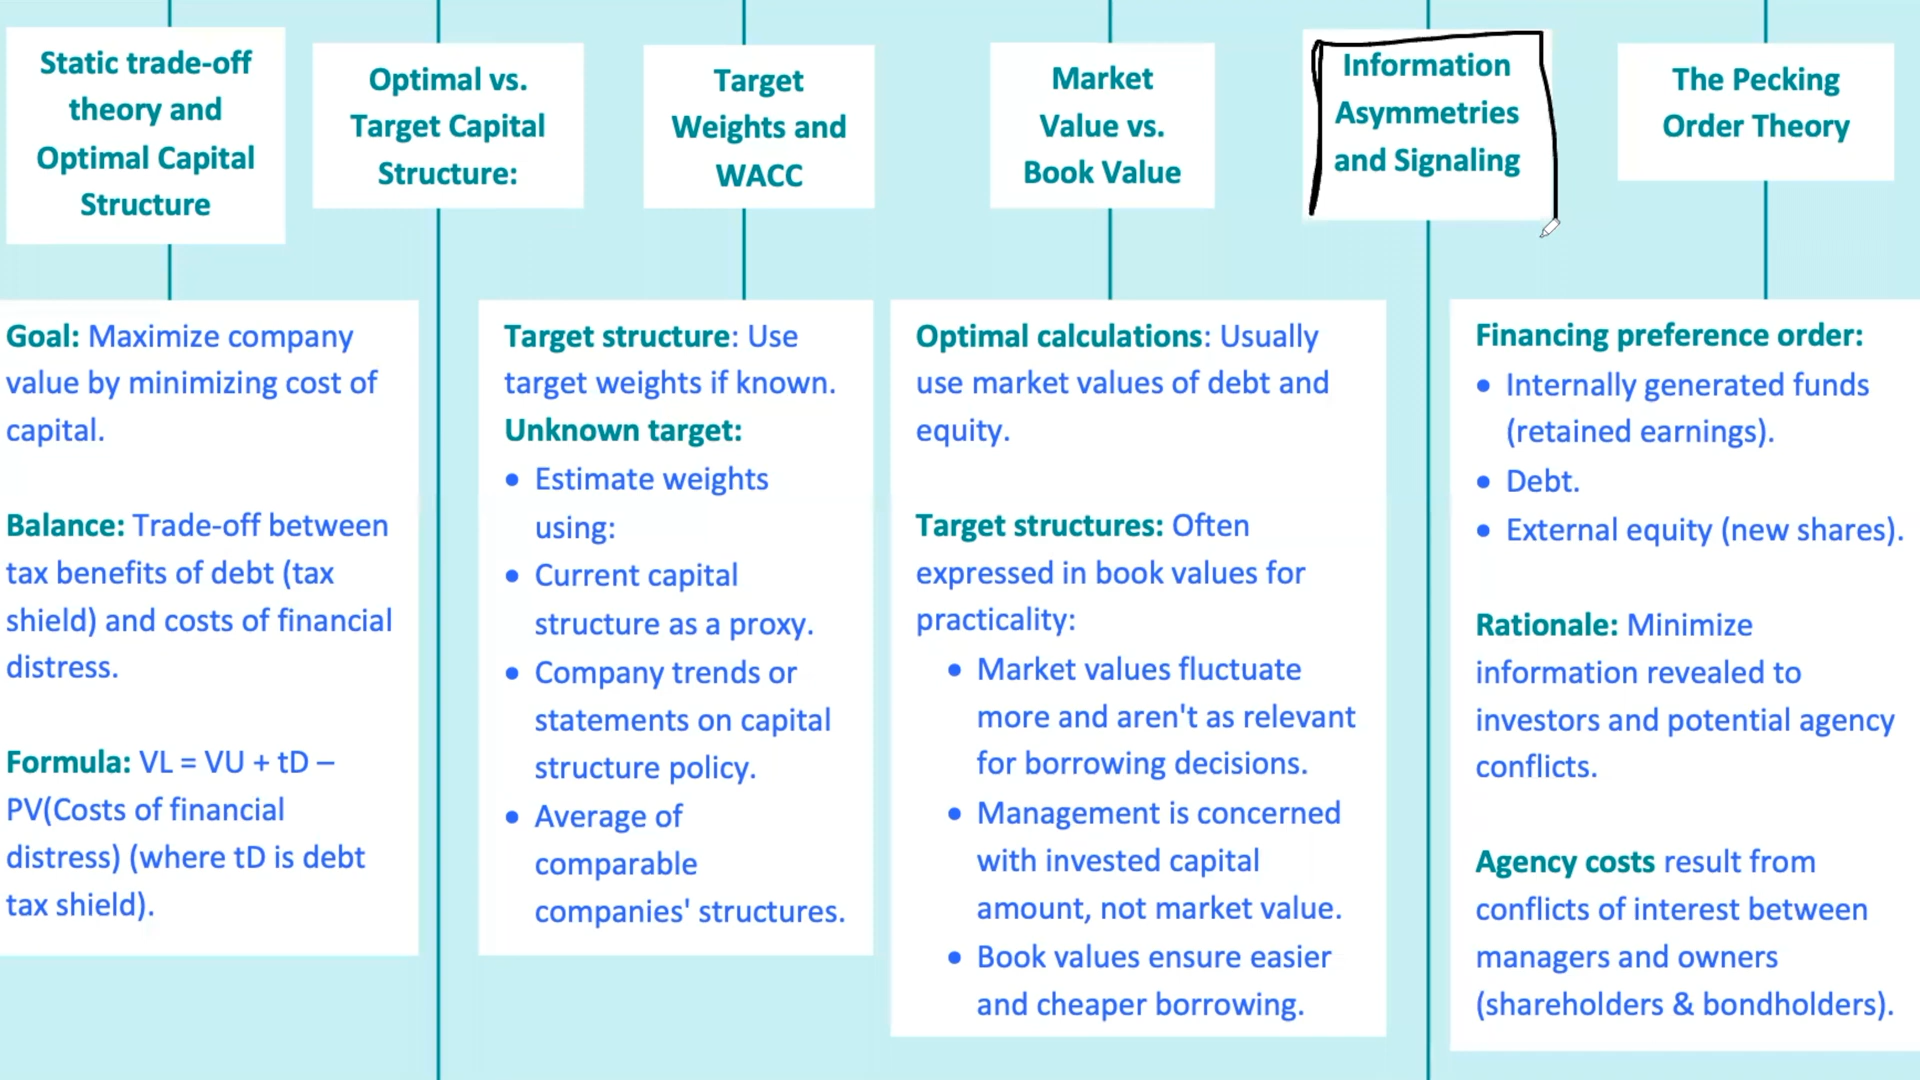 Static trade-off
theory and
Optimal Capital
Structure
Optimal vs.
Target Capital
Structure:
Target
Weights and
WACC
Market
Value vs.
Book Value
Information
Asymmetries
and Signaling
The Pecking
Order Theory
Goal: Maximize company
value by minimizing cost of
capital.
Balance: Trade-off between
tax benefits of debt (tax
shield) and costs of financial
distress.
Formula: VL = VU + tD –
PV(Costs of financial
distress) (where tD is debt
tax shield).
Target structure: Use
target weights if known.
Unknown target:
• Estimate weights
using:
• Current capital
structure as a proxy.
• Company trends or
statements on capital
structure policy.
• Average of
comparable
companies' structures.
Optimal calculations: Usually
use market values of debt and
equity.
Target structures: Often
expressed in book values for
practicality:
• Market values fluctuate
more and aren't as relevant
for borrowing decisions.
• Management is concerned
with invested capital
amount, not market value.
• Book values ensure easier
and cheaper borrowing.
Financing preference order:
• Internally generated funds
(retained earnings).
• Debt.
• External equity (new shares).
Rationale: Minimize
information revealed to
investors and potential agency
conflicts.
Agency costs result from
conflicts of interest between
managers and owners
(shareholders & bondholders).